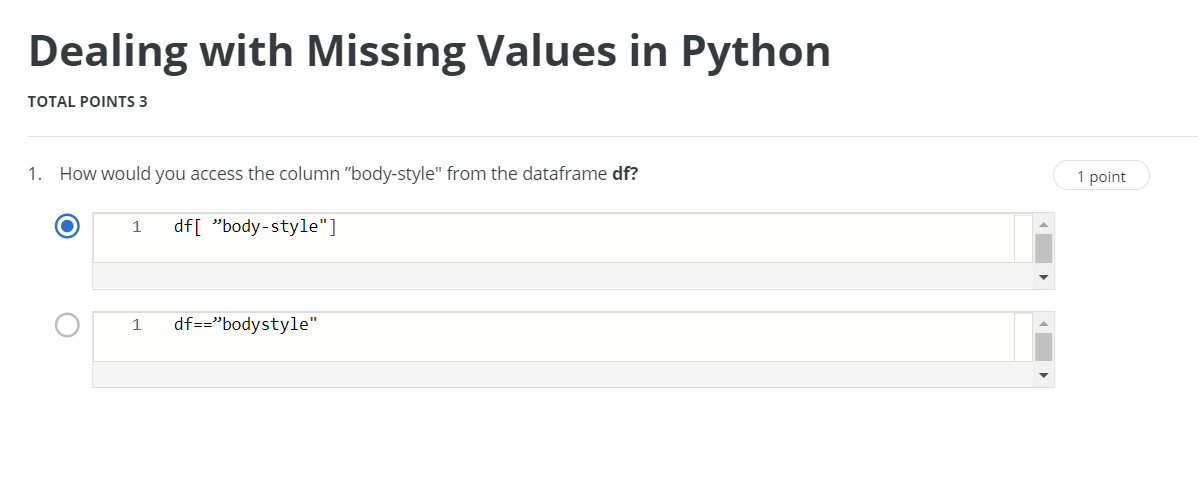 Dealing with Missing Values in Python
TOTAL POINTS 3
1. How would you access the column ”body-style" from the dataframe df?
1 point
1 df[ ”body-style"]
1 df==”bodystyle"